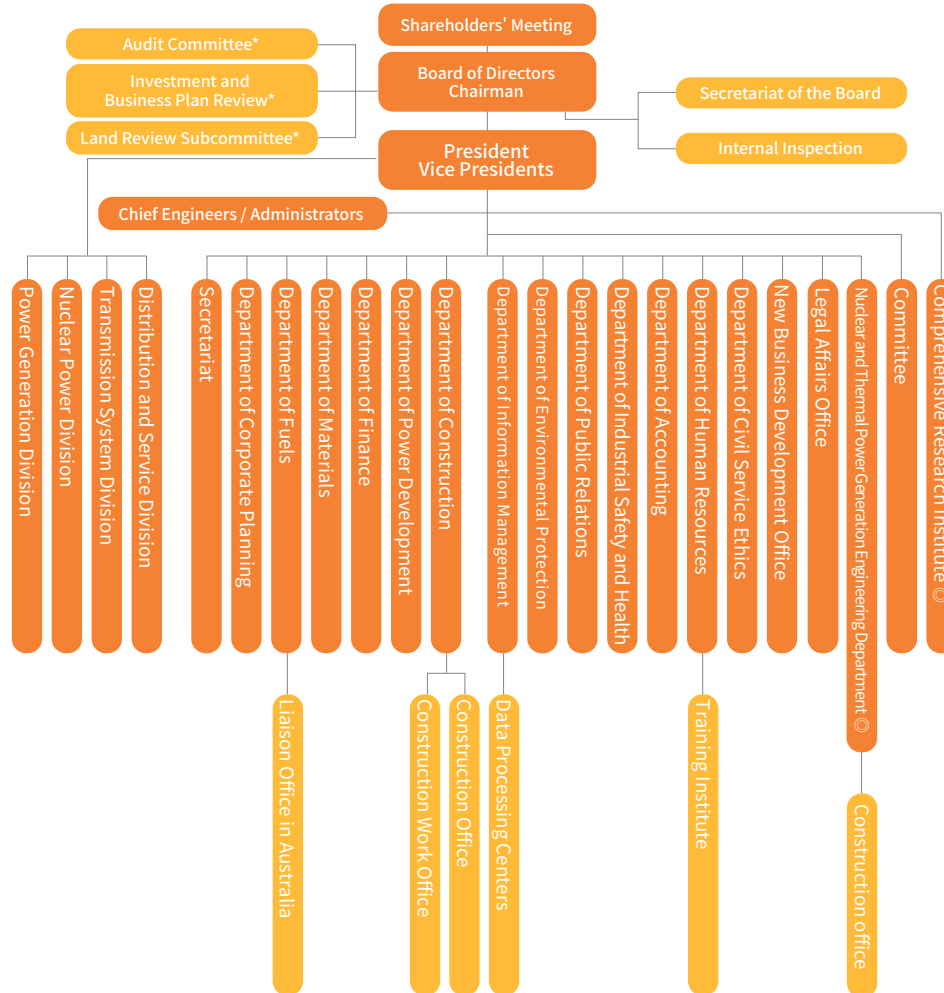 Shareholders' Meeting
Audit Committee*
Board of Directors
Chairman
Investment and
Business Plan Review*
Secretariat of the Board
Land Review Subcommittee*
President
Vice Presidents
Internal Inspection
Chief Engineers / Administrators
Power Generation Division
Nuclear Power Division
Transmission System Division
Distribution and Service Division
Secretariat
Department of Corporate Planning
Department of Fuels
Department of Materials
Department of Finance
Department of Power Development
Department of Construction
Department of Information Management
Department of Environmental Protection
Department of Public Relations
Department of Industrial Safety and Health
Department of Accounting
Department of Human Resources
Department of Civil Service Ethics
New Business Development Office
Legal Affairs Office
Nuclear and Thermal Power Generation Engineering Department ◎
Committee
Comprehensive Research Institute ◎
Liaison Office in Australia
Construction Work Office
Construction Office
Data Processing Centers
Training Institute
Construction office